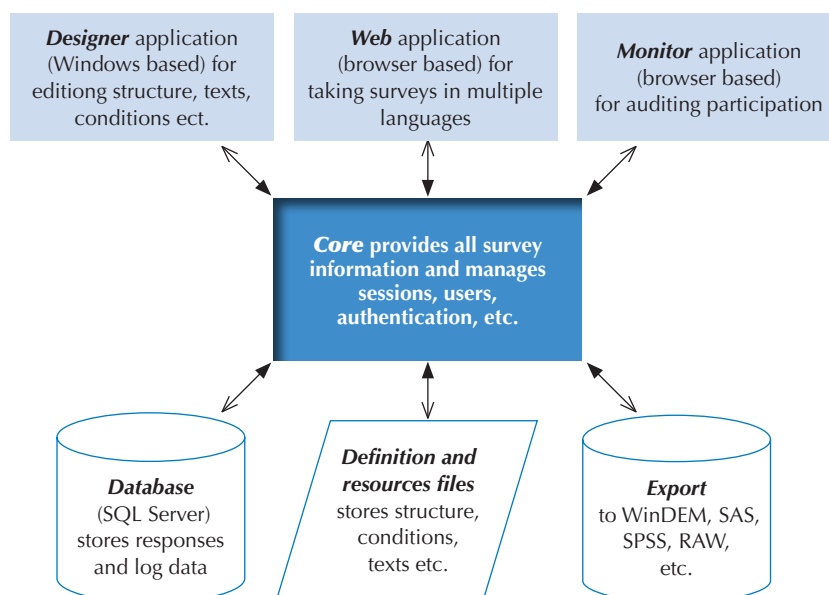 Designer application
(Windows based) for
editiong structure, texts,
conditions ect.
Web application
(browser based) for
taking surveys in multiple
languages
Monitor application
(browser based)
for auditing participation
Core provides all survey
information and manages
sessions, users,
authentication, etc.
Database
(SQL Server)
stores responses
and log data
Definition and
resources files
stores structure,
conditions,
texts etc.
Export
to WinDEM, SAS,
SPSS, RAW,
etc.